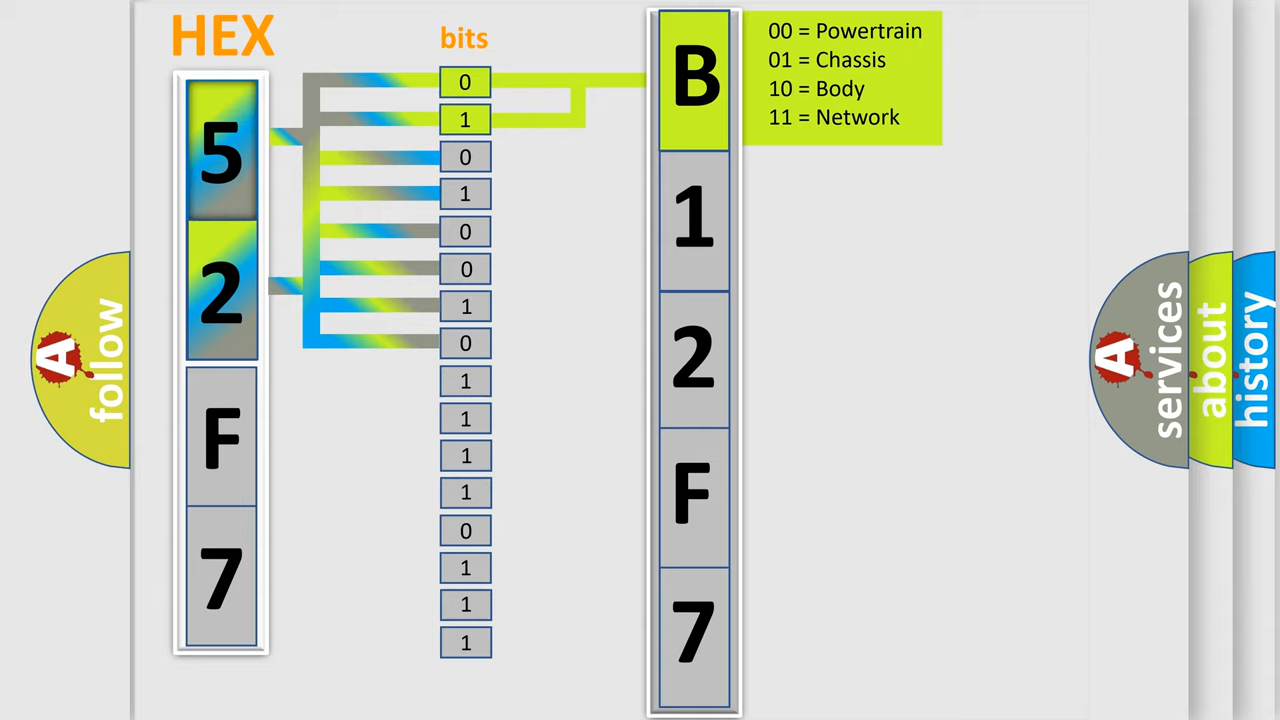 HEX
bits
5
2
F
7
0
1
0
1
0
0
1
0
1
1
1
1
0
1
1
1
B
1
2
F
7
00 = Powertrain
01 = Chassis
10 = Body
11 = Network
A
follow
A
services
about
history